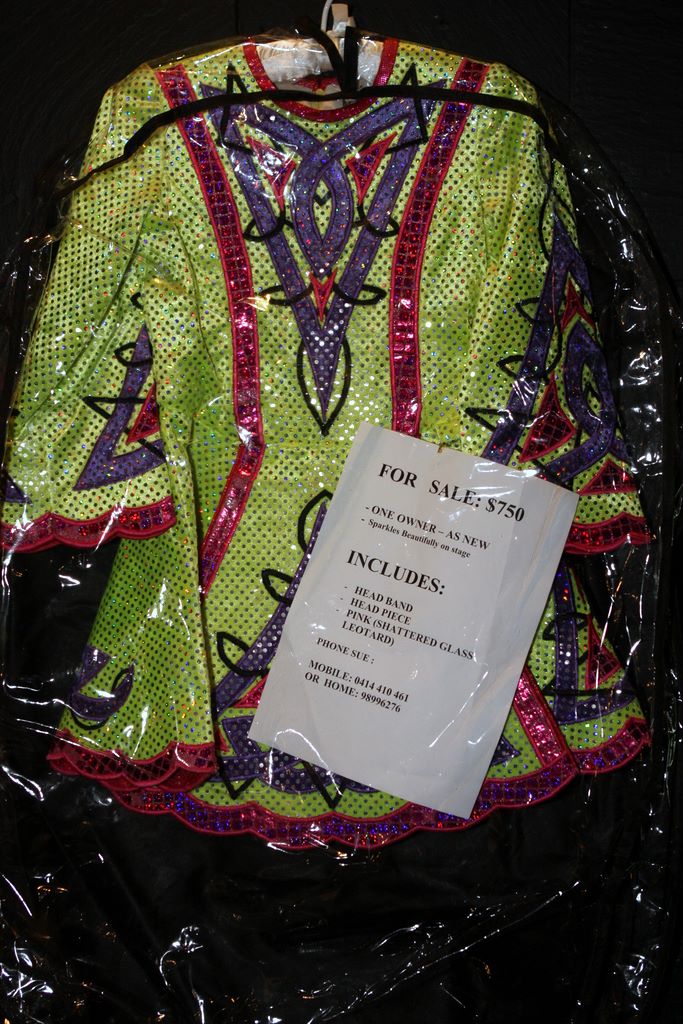 FOR SALE: $750
- ONE OWNER – AS NEW
- Sparkles Beautifully on stage
INCLUDES:
- HEAD BAND
- HEAD PIECE
- PINK (SHATTERED GLASS
LEOTARD)
PHONE SUE :
MOBILE: 0414 410 461
OR HOME: 98996276